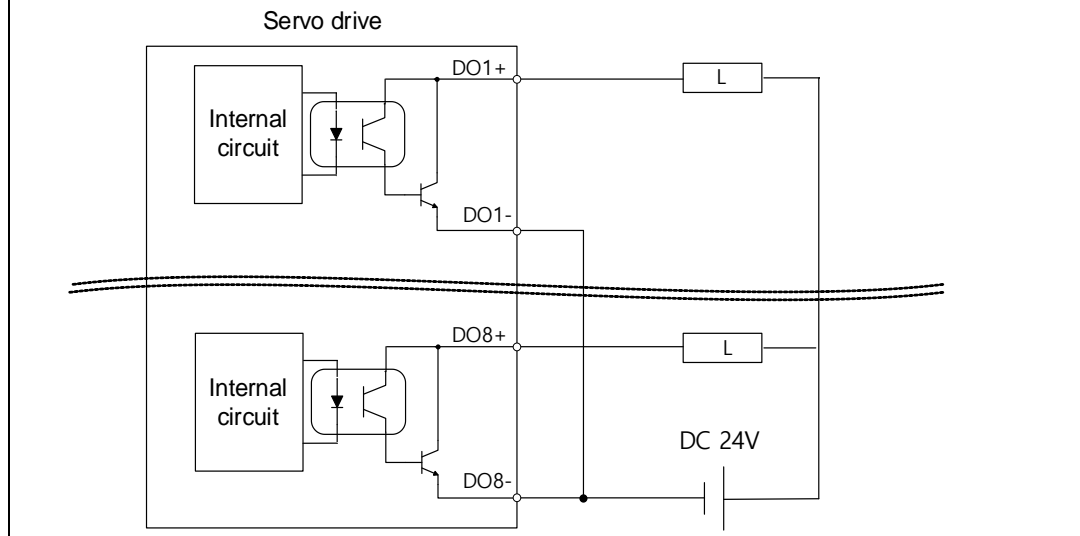 Servo drive
DO1+
L
Internal
circuit
DO1-
DO8+
L
Internal
circuit
DC 24V
DO8-